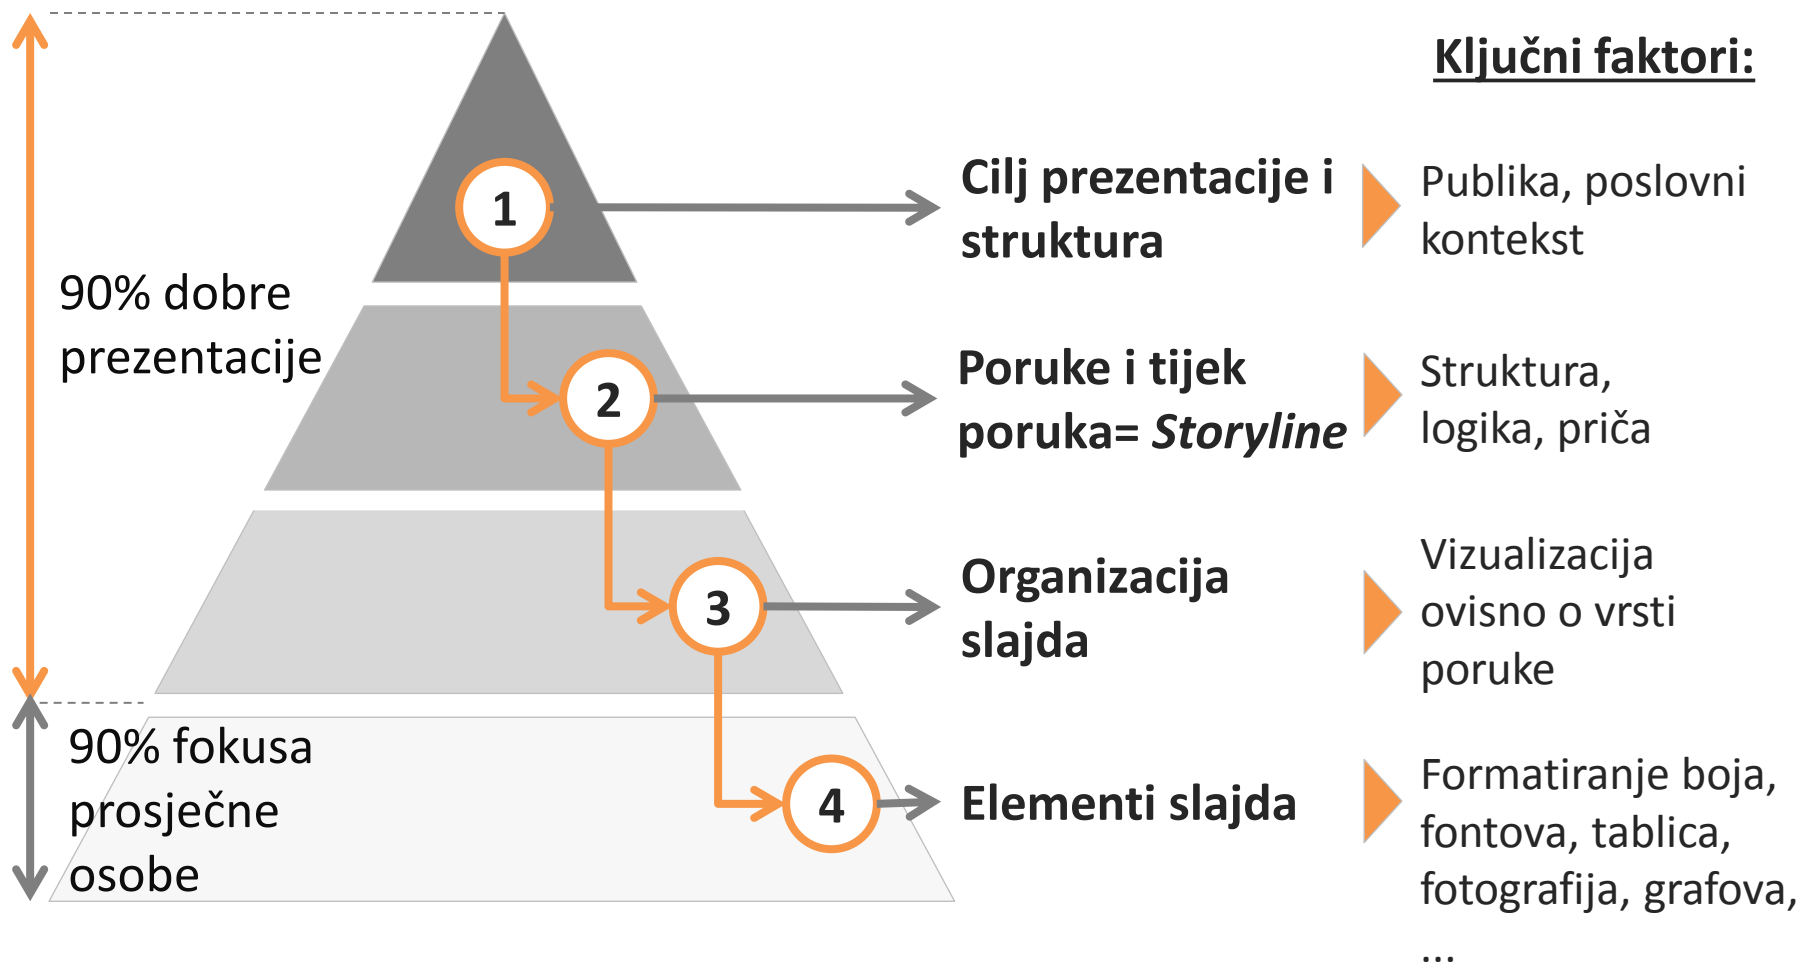 Ključni faktori:
90% dobre
prezentacije
90% fokusa
prosječne
osobe
1
Cilj prezentacije i
struktura
Publika, poslovni
kontekst
2
Poruke i tijek
poruka= Storyline
Struktura,
logika, priča
3
Organizacija
slajda
Vizualizacija
ovisno o vrsti
poruke
4
Elementi slajda
Formatiranje boja,
fontova, tablica,
fotografija, grafova,
...